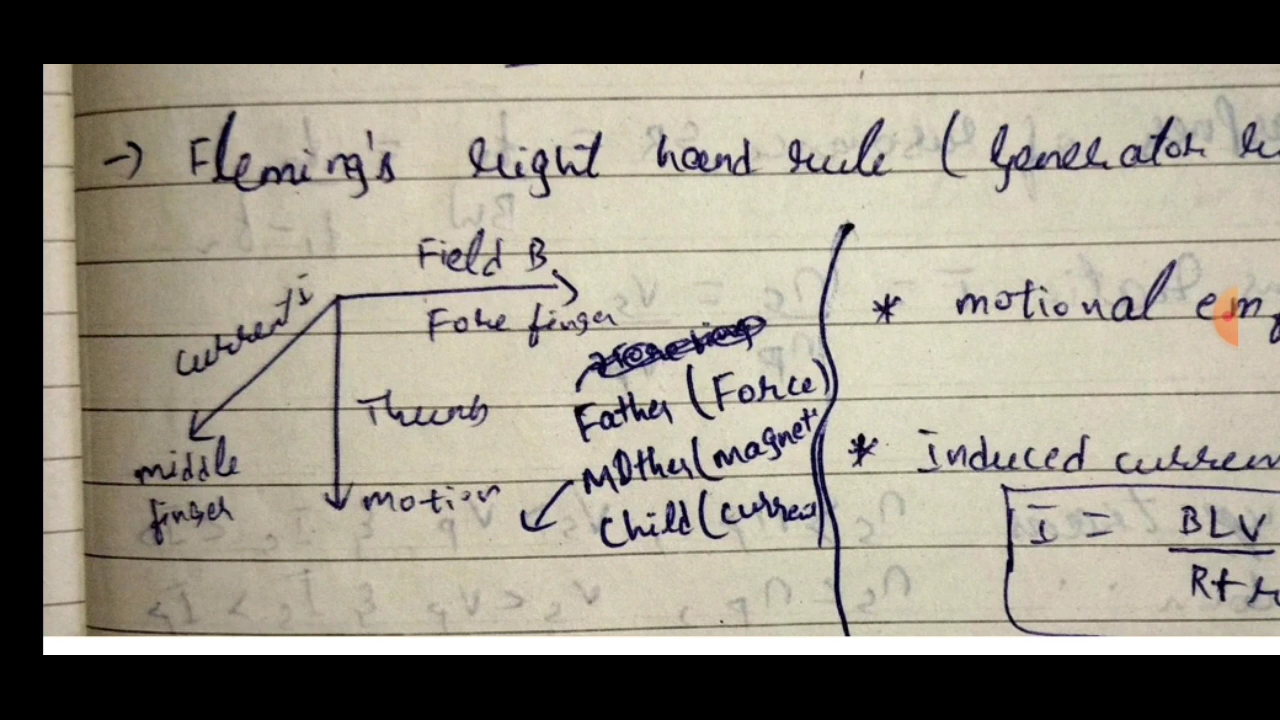 → Fleming's right hand rule (Generator
Field B
current i
Fore finger
Thumb
middle
finger
motion
Father (Force)
MOther (magnet
Child (current
* motional em
* Induced curren
I = BLV
R+r